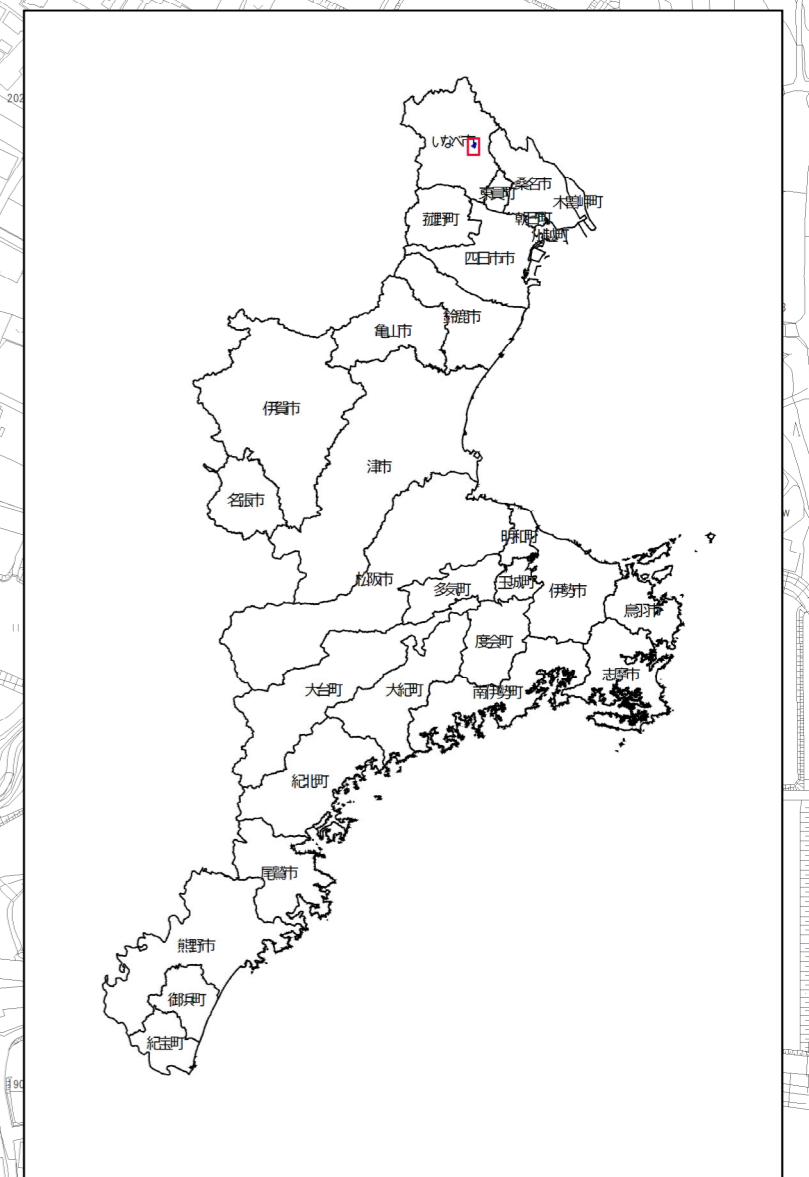 202
いなべ市
東員町
桑名市
木曽岬町
菰野町
朝日町
川越町
四日市市
鈴鹿市
亀山市
伊賀市
津市
名張市
明和町
松阪市
多気町
玉城町
伊勢市
鳥羽市
度会町
志摩市
大台町
大紀町
南伊勢町
紀北町
尾鷲市
熊野市
御浜町
紀宝町
190